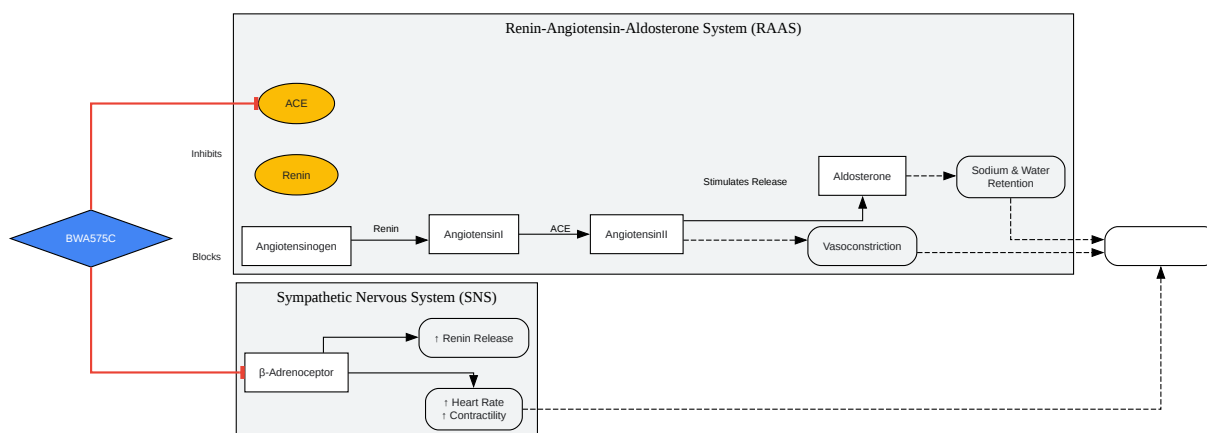 Renin-Angiotensin-Aldosterone System (RAAS)
ACE
Inhibits
Renin
BWA575C
Blocks
Angiotensinogen
Renin
AngiotensinI
ACE
AngiotensinII
Stimulates Release
Aldosterone
Sodium & Water
Retention
Vasoconstriction
Sympathetic Nervous System (SNS)
↑ Renin Release
β-Adrenoceptor
↑ Heart Rate
↑ Contractility